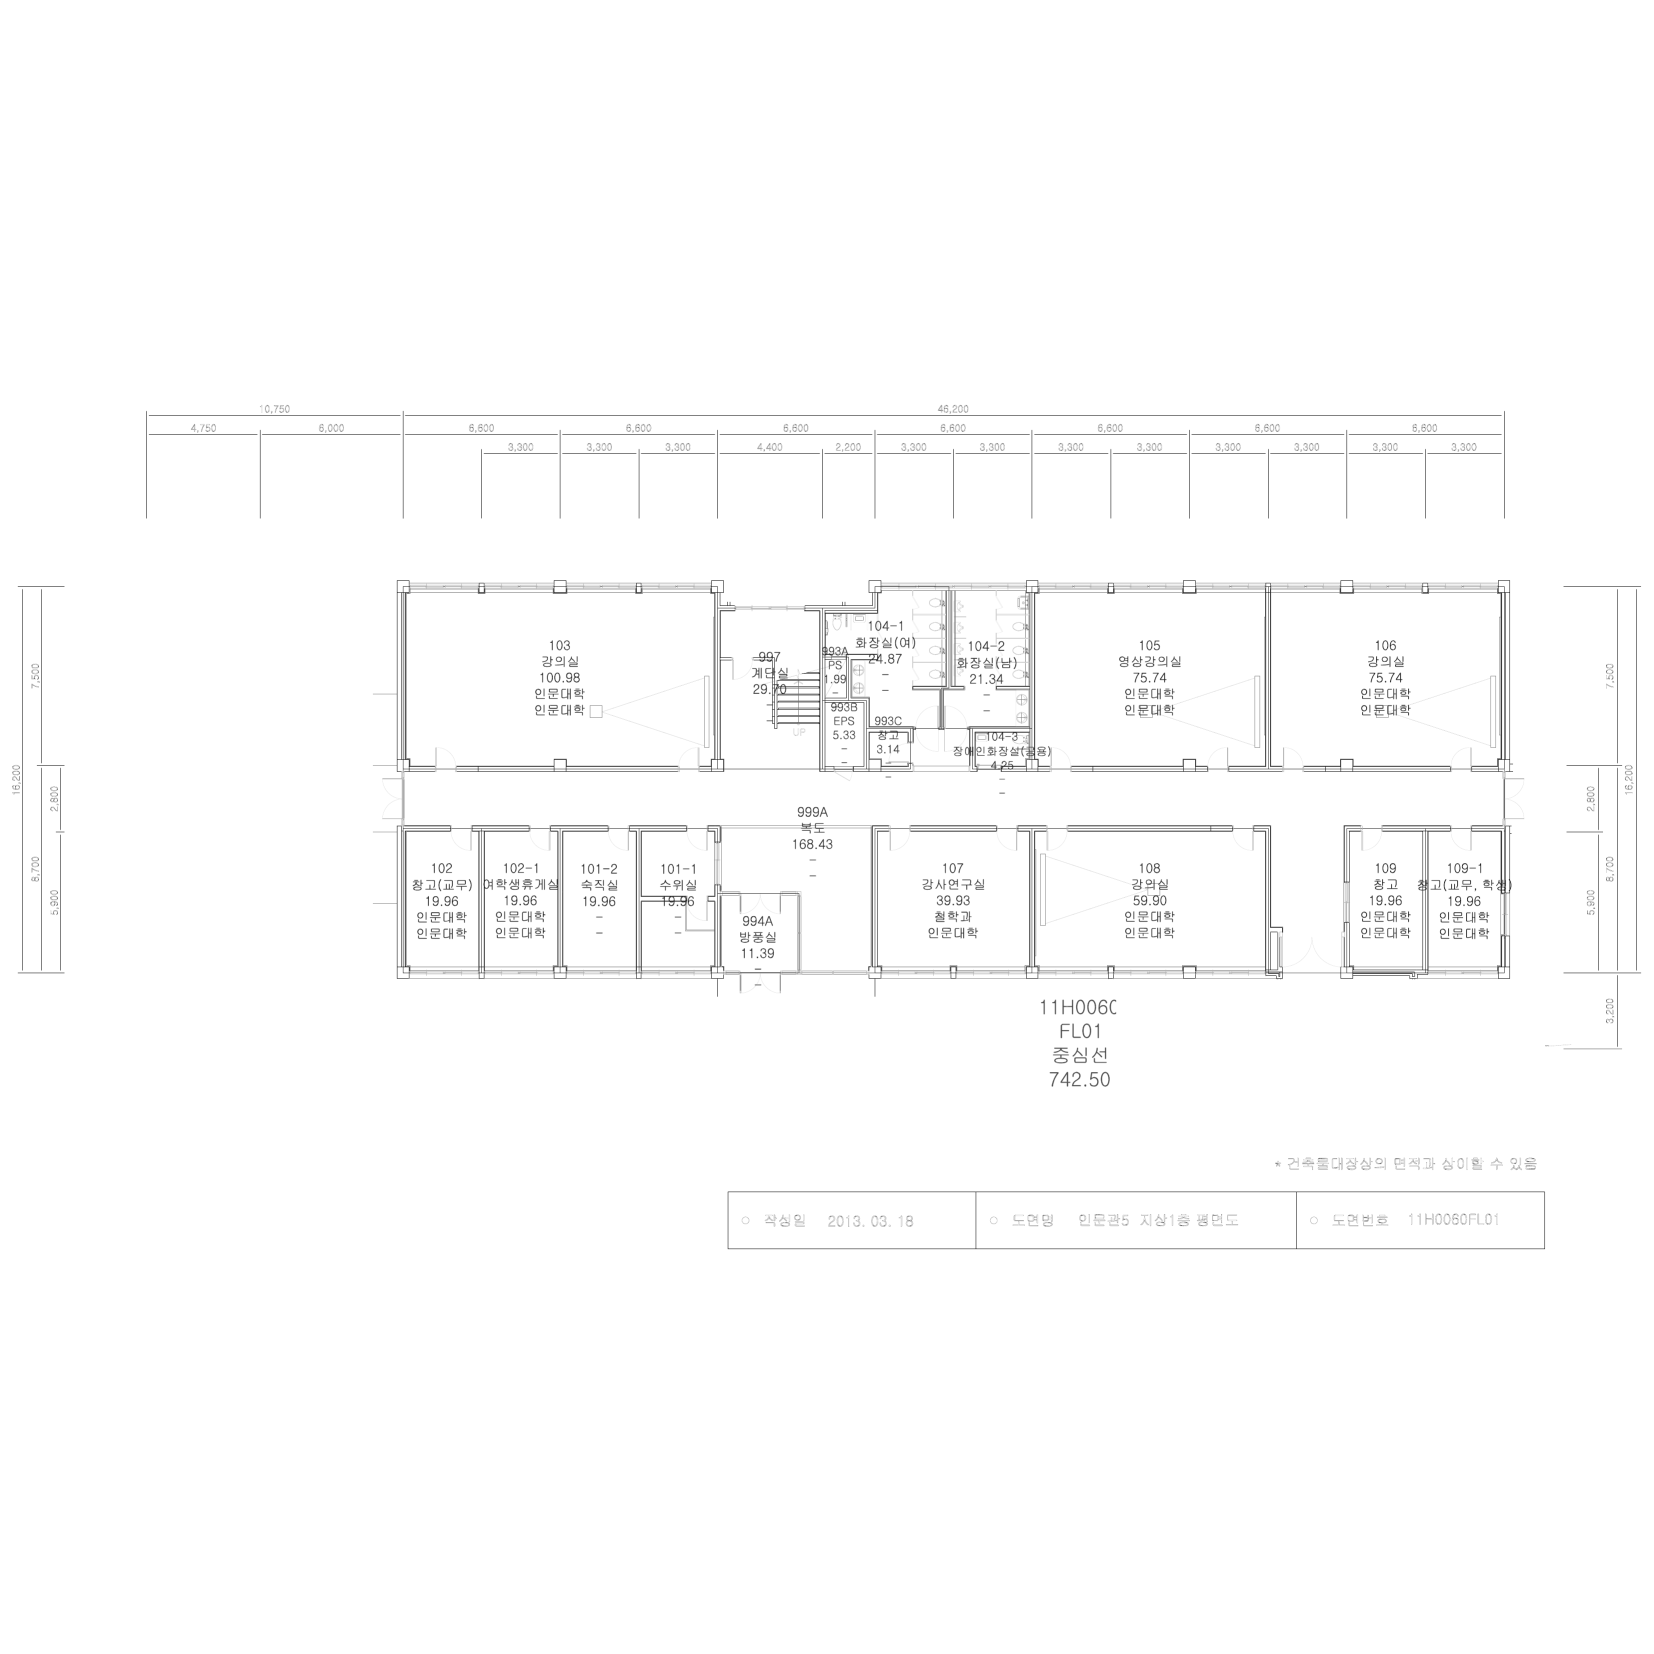 10,750
46,200
4,750
6,000
6,600
6,600
6,600
6,600
6,600
6,600
6,600
3,300
3,300
3,300
4,400
2,200
3,300
3,300
3,300
3,300
3,300
3,300
3,300
3,300
16,200
7,500
2,800
8,700
5,900
103
강의실
100.98
인문대학
인문대학
997
계단실
29.70
–
UP
993A
PS
1.99
–
993B
EPS
5.33
–
104-1
화장실(여)
24.87
–
–
993C
창고
3.14
–
104-2
화장실(남)
21.34
–
–
104-3
장애인화장실(공용)
4.25
–
–
105
영상강의실
75.74
인문대학
인문대학
106
강의실
75.74
인문대학
인문대학
7,500
16,200
2,800
8,700
5,900
3,200
999A
복도
168.43
–
–
102
창고(교무)
19.96
인문대학
인문대학
102-1
여학생휴게실
19.96
인문대학
인문대학
101-2
숙직실
19.96
–
–
101-1
수위실
19.96
–
–
994A
방풍실
11.39
–
–
107
강사연구실
39.93
철학과
인문대학
108
강의실
59.90
인문대학
인문대학
109
창고
19.96
인문대학
인문대학
109-1
창고(교무, 학생)
19.96
인문대학
인문대학
11H0060
FL01
중심선
742.50
* 건축물대장상의 면적과 상이할 수 있음
○ 작성일 2013. 03. 18
○ 도면명 인문관5 지상1층 평면도
○ 도면번호 11H0060FL01